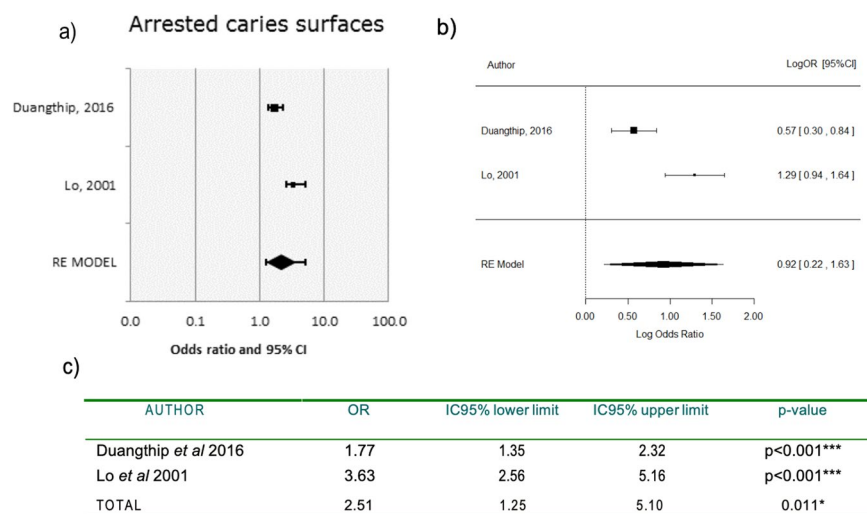 a)
Arrested caries surfaces
Duangthip, 2016
Lo, 2001
RE MODEL
0.0 0.1 1.0 10.0 100.0
Odds ratio and 95% CI
b)
Author LogOR [95%CI]
Duangthip, 2016 0.57 [ 0.30 , 0.84 ]
Lo, 2001 1.29 [ 0.94 , 1.64 ]
RE Model 0.92 [ 0.22 , 1.63 ]
0.00 0.50 1.00 1.50 2.00
Log Odds Ratio
c)
AUTHOR OR IC95% lower limit IC95% upper limit p-value
Duangthip et al 2016 1.77 1.35 2.32 p<0.001***
Lo et al 2001 3.63 2.56 5.16 p<0.001***
TOTAL 2.51 1.25 5.10 0.011*